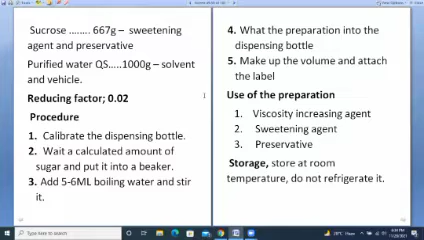 Sucrose ........ 667g – sweetening
agent and preservative
Purified water QS.....1000g – solvent
and vehicle.
Reducing factor; 0.02
Procedure
1. Calibrate the dispensing bottle.
2. Wait a calculated amount of
sugar and put it into a beaker.
3. Add 5-6ML boiling water and stir
it.
4. What the preparation into the
dispensing bottle
5. Make up the volume and attach
the label
Use of the preparation
1. Viscosity increasing agent
2. Sweetening agent
3. Preservative
Storage, store at room
temperature, do not refrigerate it.
Type here to search